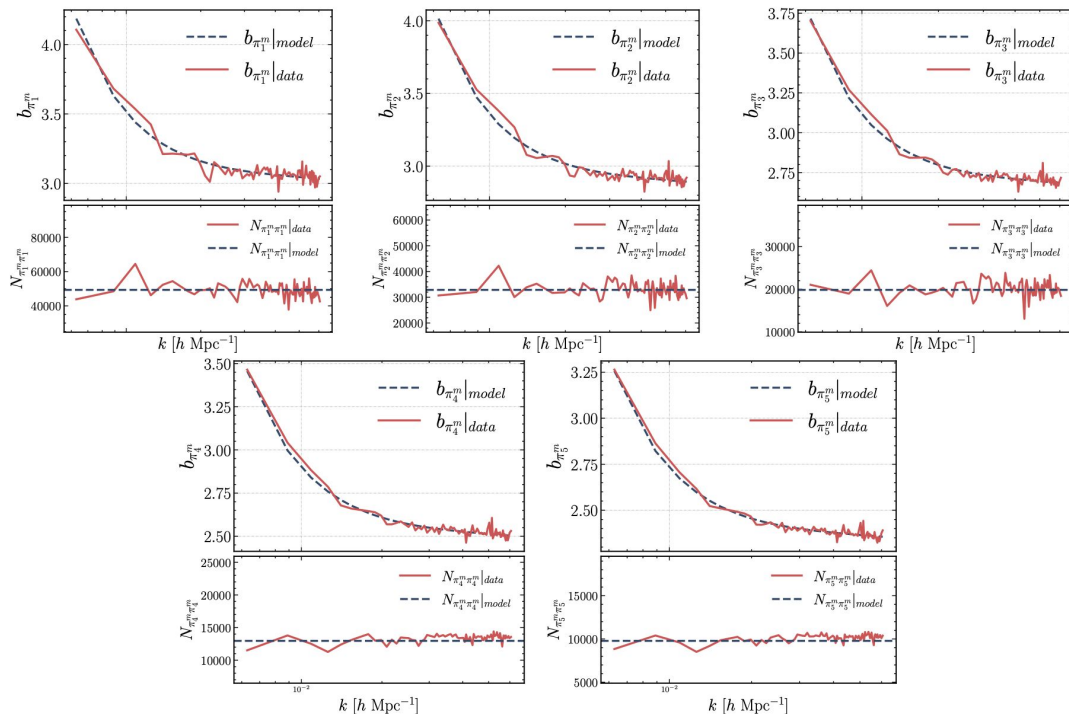 b_{π_1^m}
4.0
3.5
3.0
b_{π_1^m}|_{model}
b_{π_1^m}|_{data}
N_{π_1^m π_1^m}
80000
60000
40000
N_{π_1^m π_1^m}|_{data}
N_{π_1^m π_1^m}|_{model}
k [h Mpc⁻¹]
b_{π_2^m}
4.0
3.5
3.0
b_{π_2^m}|_{model}
b_{π_2^m}|_{data}
N_{π_2^m π_2^m}
60000
50000
40000
30000
20000
N_{π_2^m π_2^m}|_{data}
N_{π_2^m π_2^m}|_{model}
k [h Mpc⁻¹]
b_{π_3^m}
3.75
3.50
3.25
3.00
2.75
b_{π_3^m}|_{model}
b_{π_3^m}|_{data}
N_{π_3^m π_3^m}
30000
20000
10000
N_{π_3^m π_3^m}|_{data}
N_{π_3^m π_3^m}|_{model}
k [h Mpc⁻¹]
b_{π_4^m}
3.50
3.25
3.00
2.75
2.50
b_{π_4^m}|_{model}
b_{π_4^m}|_{data}
N_{π_4^m π_4^m}
25000
20000
15000
10000
N_{π_4^m π_4^m}|_{data}
N_{π_4^m π_4^m}|_{model}
10⁻²
k [h Mpc⁻¹]
b_{π_5^m}
3.25
3.00
2.75
2.50
b_{π_5^m}|_{model}
b_{π_5^m}|_{data}
N_{π_5^m π_5^m}
15000
10000
5000
N_{π_5^m π_5^m}|_{data}
N_{π_5^m π_5^m}|_{model}
10⁻²
k [h Mpc⁻¹]